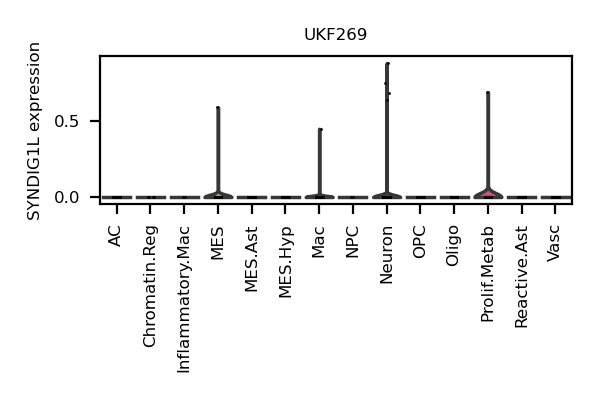 UKF269
SYNDIG1L expression
0.5
0.0
AC
Chromatin.Reg
Inflammatory.Mac
MES
MES.Ast
MES.Hyp
Mac
NPC
Neuron
OPC
Oligo
Prolif.Metab
Reactive.Ast
Vasc